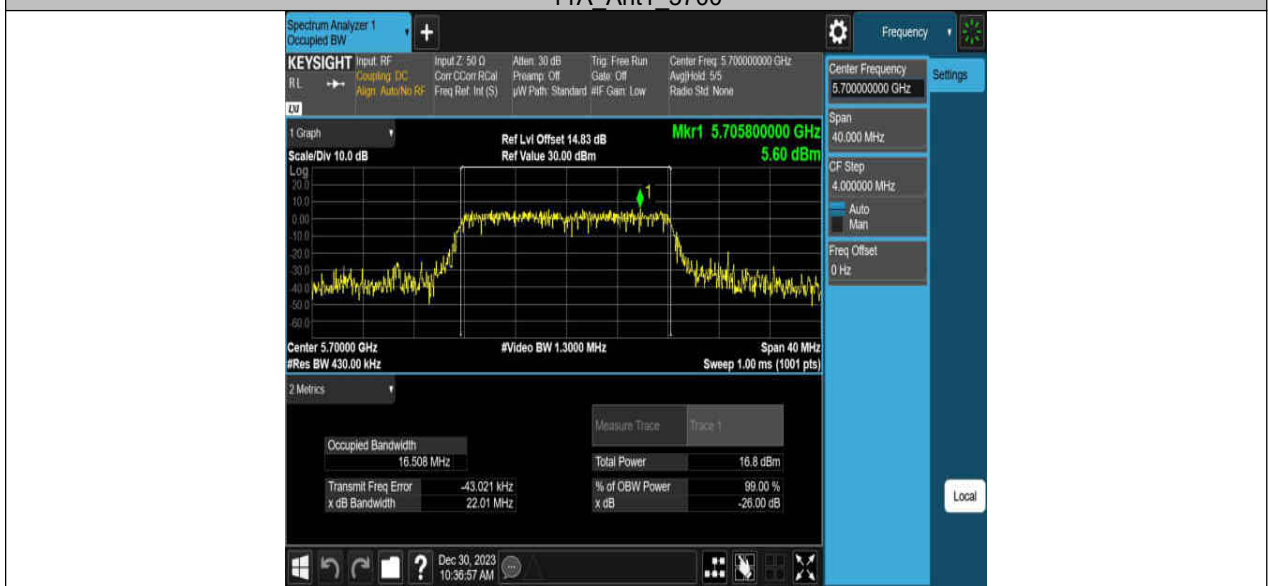 11A_Ant1_5700
Spectrum Analyzer 1
Occupied BW
+
Frequency
KEYSIGHT
RL
LXI
Input: RF
Coupling: DC
Align: Auto/No RF
Input Z: 50 Ω
Corr CCorr RCal
Freq Ref: Int (S)
Atten: 30 dB
Preamp: Off
µW Path: Standard
Trig: Free Run
Gate: Off
#IF Gain: Low
Center Freq: 5.700000000 GHz
Avg|Hold: 5/5
Radio Std: None
Center Frequency
5.700000000 GHz
Settings
Span
40.000 MHz
CF Step
4.000000 MHz
Auto
Man
Freq Offset
0 Hz
Local
1 Graph
Scale/Div 10.0 dB
Ref Lvl Offset 14.83 dB
Ref Value 30.00 dBm
Mkr1 5.705800000 GHz
5.60 dBm
Log
20.0
10.0
0.00
-10.0
-20.0
-30.0
-40.0
-50.0
-60.0
1
Center 5.70000 GHz
#Res BW 430.00 kHz
#Video BW 1.3000 MHz
Span 40 MHz
Sweep 1.00 ms (1001 pts)
2 Metrics
Measure Trace Trace 1
Occupied Bandwidth
16.508 MHz
Total Power 16.8 dBm
Transmit Freq Error -43.021 kHz
% of OBW Power 99.00 %
x dB Bandwidth 22.01 MHz
x dB -26.00 dB
?
Dec 30, 2023
10:36:57 AM